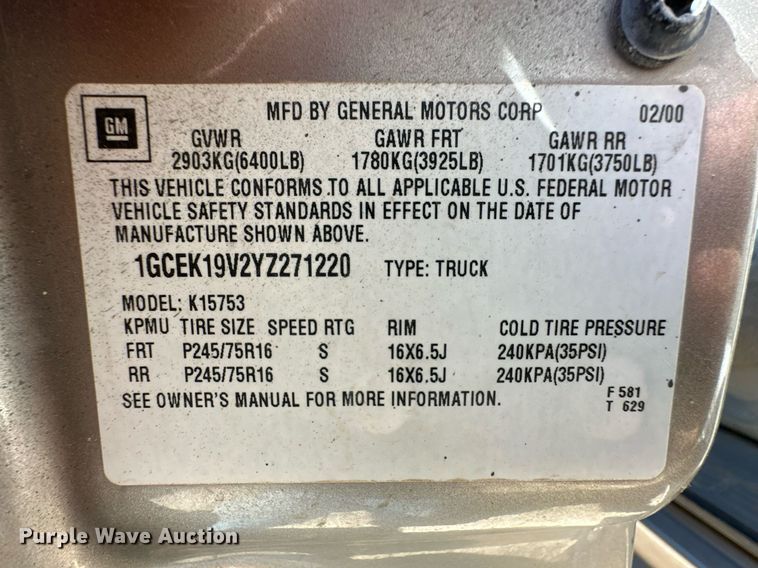 GM
MFD BY GENERAL MOTORS CORP 02/00
GVWR GAWR FRT GAWR RR
2903KG(6400LB) 1780KG(3925LB) 1701KG(3750LB)
THIS VEHICLE CONFORMS TO ALL APPLICABLE U.S. FEDERAL MOTOR
VEHICLE SAFETY STANDARDS IN EFFECT ON THE DATE OF
MANUFACTURE SHOWN ABOVE.
1GCEK19V2YZ271220 TYPE: TRUCK
MODEL: K15753
KPMU TIRE SIZE SPEED RTG RIM COLD TIRE PRESSURE
FRT P245/75R16 S 16X6.5J 240KPA(35PSI)
RR P245/75R16 S 16X6.5J 240KPA(35PSI)
SEE OWNER'S MANUAL FOR MORE INFORMATION.
F 581
T 629
Purple Wave Auction